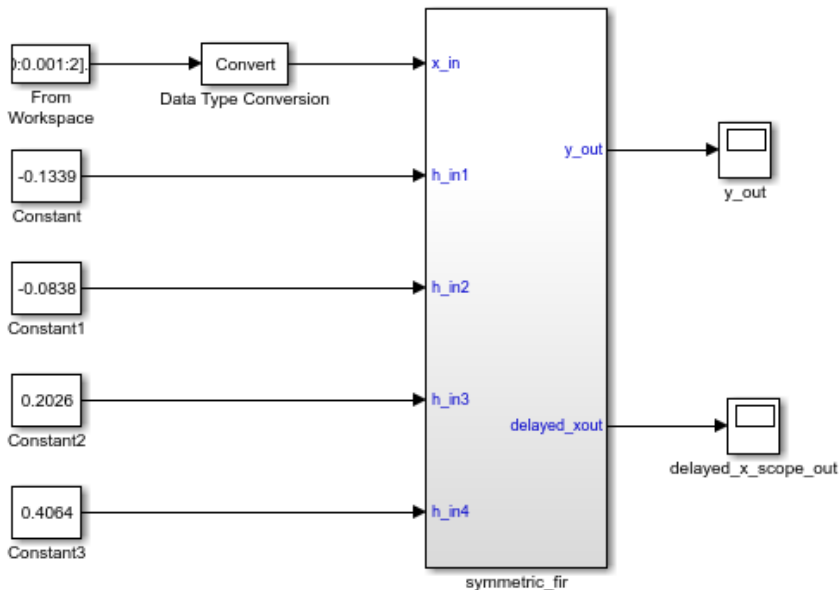 0:0.001:2].
From
Workspace
Convert
Data Type Conversion
x_in
-0.1339
Constant
h_in1
y_out
y_out
-0.0838
Constant1
h_in2
0.2026
Constant2
h_in3
delayed_xout
delayed_x_scope_out
0.4064
Constant3
h_in4
symmetric_fir